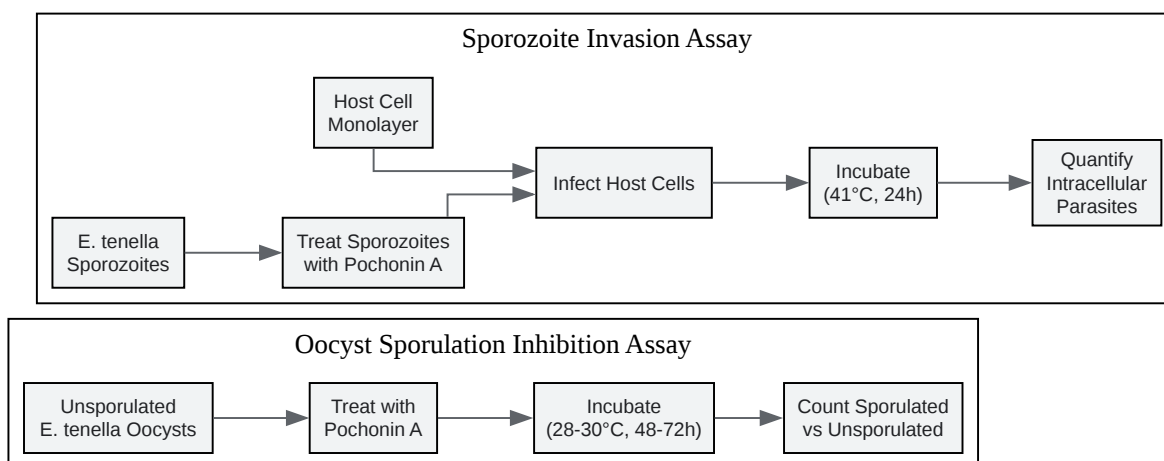 Sporozoite Invasion Assay
Host Cell
Monolayer
E. tenella
Sporozoites
Treat Sporozoites
with Pochonin A
Infect Host Cells
Incubate
(41°C, 24h)
Quantify
Intracellular
Parasites
Oocyst Sporulation Inhibition Assay
Unsporulated
E. tenella Oocysts
Treat with
Pochonin A
Incubate
(28-30°C, 48-72h)
Count Sporulated
vs Unsporulated